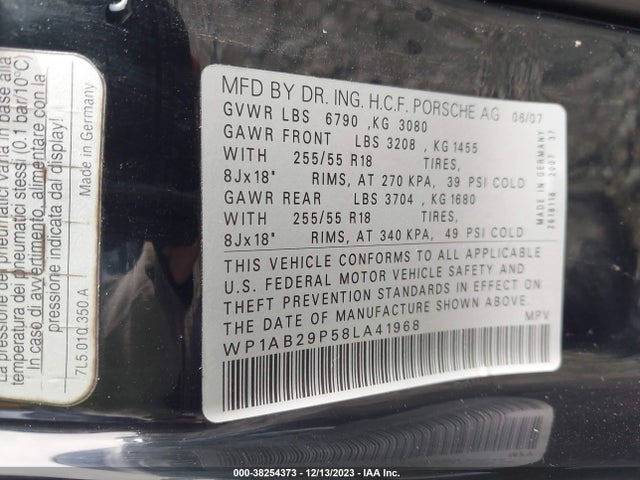 La pressione dei pneumatici varia in base alla
temperatura dei pneumatici stessi (0.1 bar/10°C)
In caso di avvertimento, alimentare con la
pressione indicata dal display!
Made in Germany
7L5.010.350.A
MFD BY DR. ING. H.C.F. PORSCHE AG 06/07
GVWR LBS 6790 ,KG 3080
GAWR FRONT LBS 3208 ,KG 1455
WITH 255/55 R18 TIRES,
8Jx18" RIMS, AT 270 KPA, 39 PSI COLD
GAWR REAR LBS 3704 ,KG 1680
WITH 255/55 R18 TIRES,
8Jx18" RIMS, AT 340 KPA, 49 PSI COLD
THIS VEHICLE CONFORMS TO ALL APPLICABLE
U.S. FEDERAL MOTOR VEHICLE SAFETY AND
THEFT PREVENTION STANDARDS IN EFFECT ON
THE DATE OF MANUFACTURE SHOWN ABOVE.
WP1AB29P58LA41968 MPV
MADE IN GERMANY
2618118 2007 37
000-38254373 - 12/13/2023 - IAA Inc.